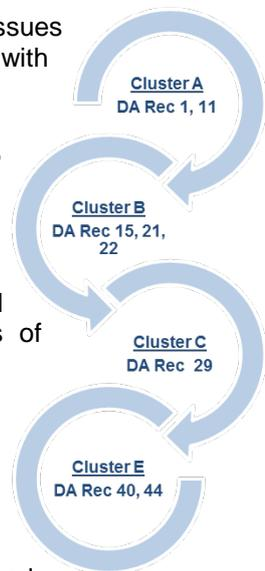 ssues
with
Cluster A
DA Rec 1, 11
Cluster B
DA Rec 15, 21,
22
s of
Cluster C
DA Rec 29
Cluster E
DA Rec 40, 44